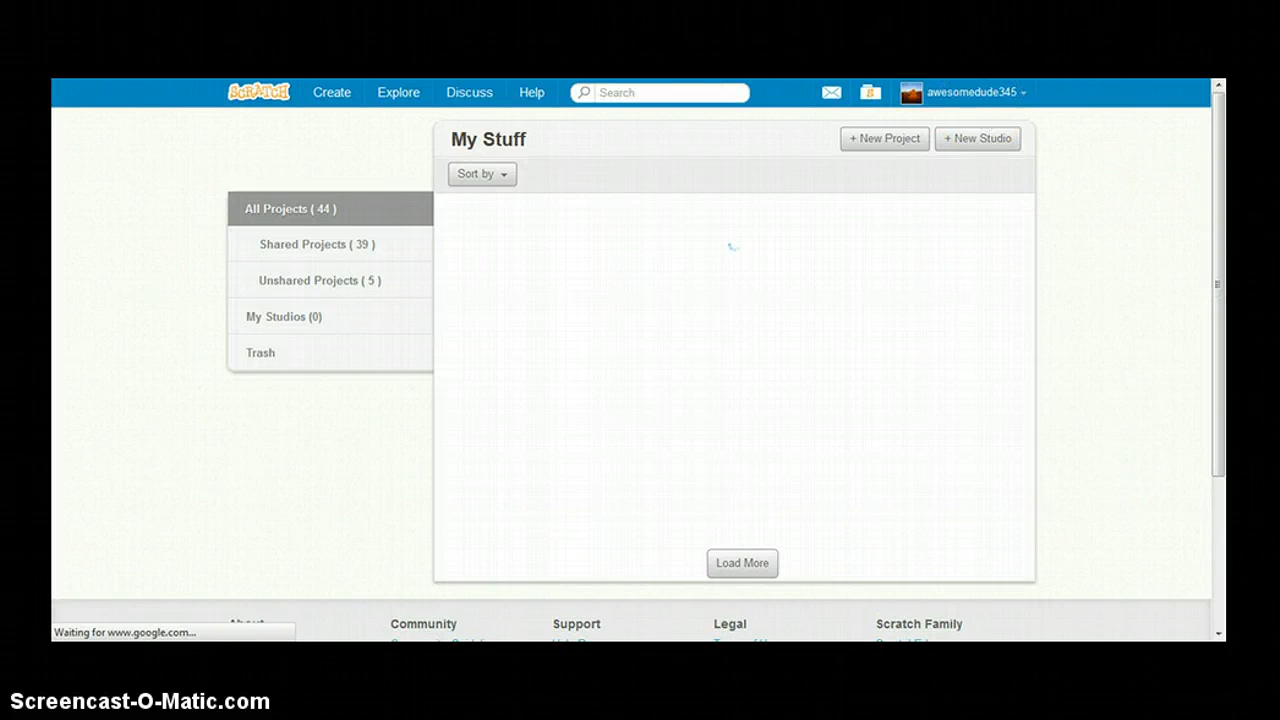 SCRATCH Create Explore Discuss Help Search awesomedude345
My Stuff + New Project + New Studio
Sort by
All Projects ( 44 )
Shared Projects ( 39 )
Unshared Projects ( 5 )
My Studios (0)
Trash
Load More
About Community Support Legal Scratch Family
Waiting for www.google.com...
Screencast-O-Matic.com